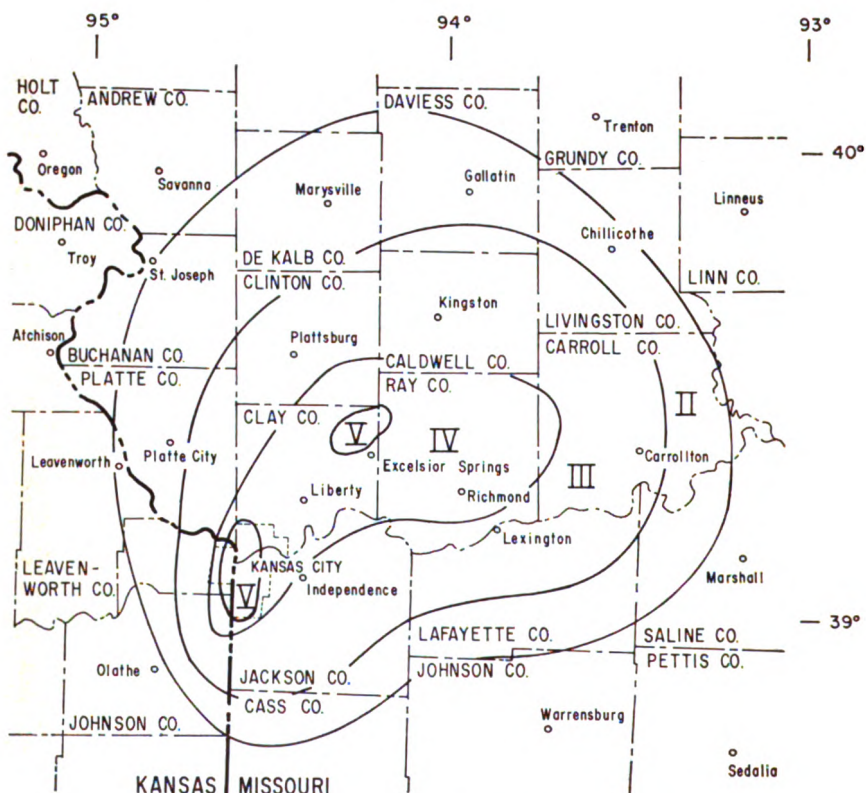 95°
94°
93°
HOLT
CO.
ANDREW CO.
DAVIESS CO.
Trenton
40°
Oregon
Savanna
GRUNDY CO.
Marysville
Gallatin
Linneus
DONIPHAN CO.
Troy
Chillicothe
St. Joseph
DE KALB CO.
CLINTON CO.
LINN CO.
Kingston
LIVINGSTON CO.
CARROLL CO.
Atchison
BUCHANAN CO.
PLATTE CO.
Plattsburg
CALDWELL CO.
RAY CO.
II
CLAY CO.
V
IV
Platte City
Leavenworth
Excelsior Springs
Carrollton
III
Liberty
Richmond
Lexington
LEAVEN-
WORTH CO.
KANSAS CITY
V
Independence
Marshall
LAFAYETTE CO.
JOHNSON CO.
SALINE CO.
PETTIS CO.
39°
Olathe
JACKSON CO.
CASS CO.
JOHNSON CO.
Warrensburg
Sedalia
KANSAS
MISSOURI